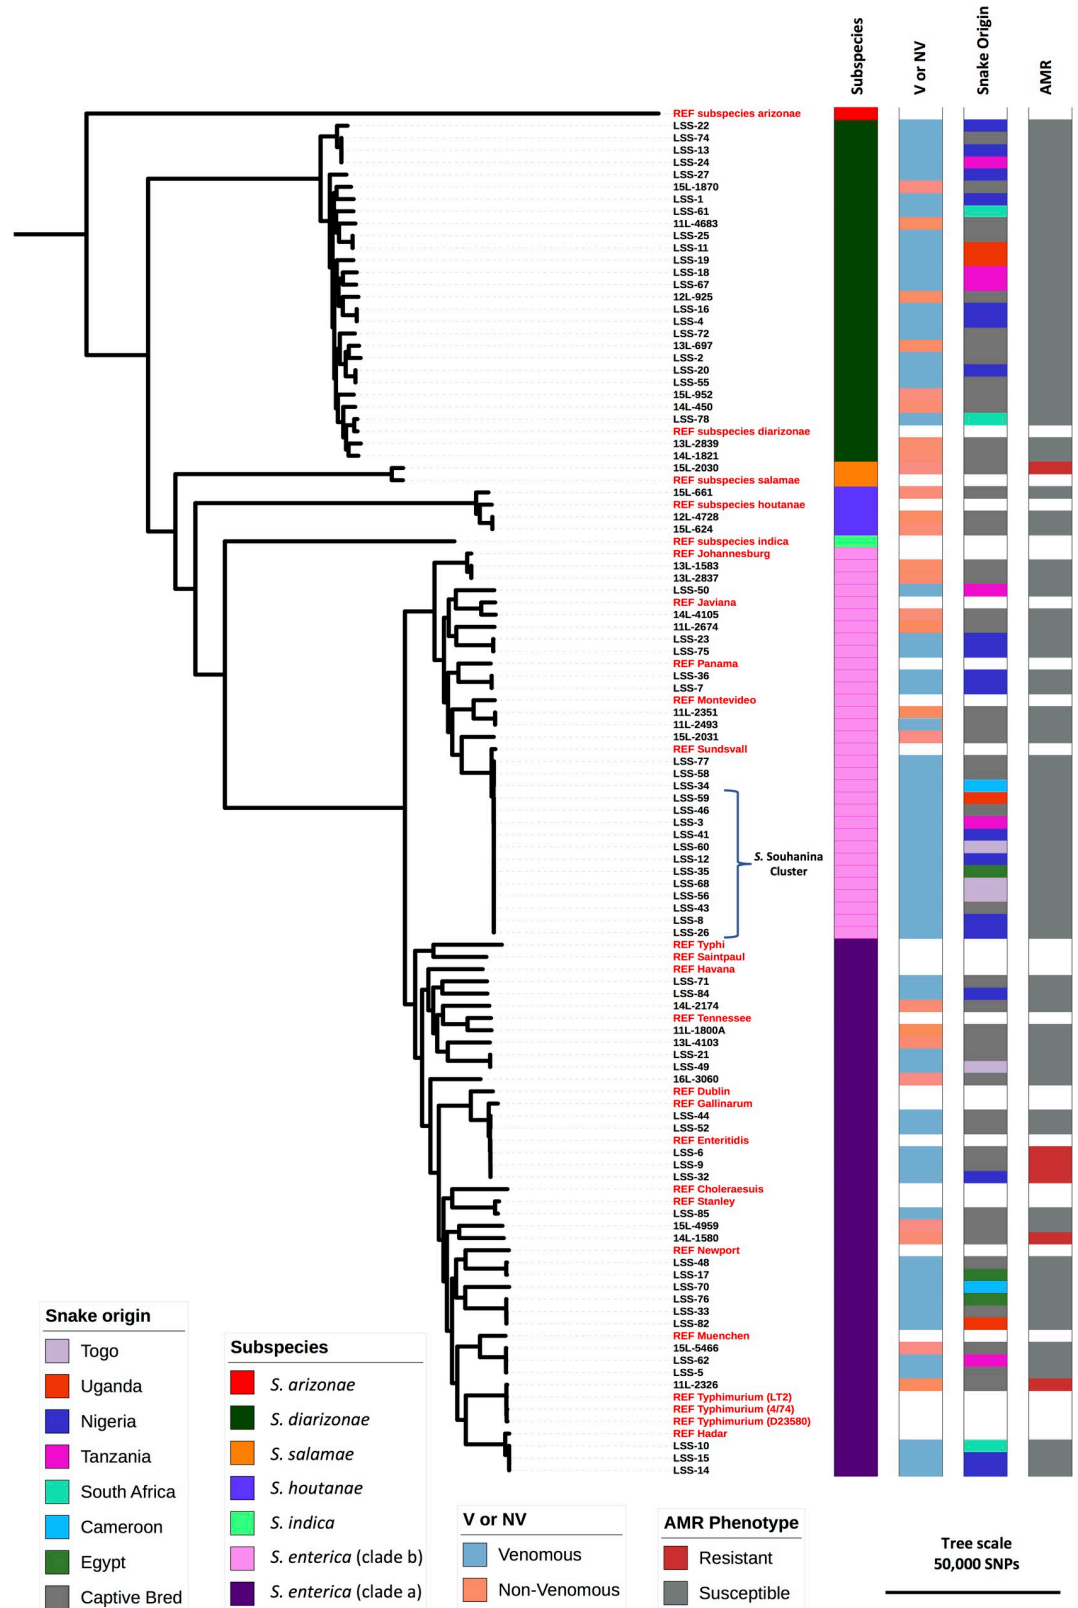 Subspecies
V or NV
Snake Origin
AMR
REF subspecies arizonae
LSS-22
LSS-74
LSS-13
LSS-24
LSS-27
15L-1870
LSS-1
LSS-61
11L-4683
LSS-25
LSS-11
LSS-19
LSS-18
LSS-67
12L-925
LSS-16
LSS-4
LSS-72
13L-697
LSS-2
LSS-20
LSS-55
15L-952
14L-450
LSS-78
REF subspecies diarizonae
13L-2839
14L-1821
15L-2030
REF subspecies salamae
15L-661
REF subspecies houtanae
12L-4728
15L-624
REF subspecies indica
REF Johannesburg
13L-1583
13L-2837
LSS-50
REF Javiana
14L-4105
11L-2674
LSS-23
LSS-75
REF Panama
LSS-36
LSS-7
REF Montevideo
11L-2351
11L-2493
15L-2031
REF Sundsvall
LSS-77
LSS-58
LSS-34
LSS-59
LSS-46
LSS-3
LSS-41
LSS-60
LSS-12
LSS-35
LSS-68
LSS-56
LSS-43
LSS-8
LSS-26
S. Souhanina
Cluster
REF Typhi
REF Saintpaul
REF Havana
LSS-71
LSS-84
14L-2174
REF Tennessee
11L-1800A
13L-4103
LSS-21
LSS-49
16L-3060
REF Dublin
REF Gallinarum
LSS-44
LSS-52
REF Enteritidis
LSS-6
LSS-9
LSS-32
REF Choleraesuis
REF Stanley
LSS-85
15L-4959
14L-1580
REF Newport
LSS-48
LSS-17
LSS-70
LSS-76
LSS-33
LSS-82
REF Muenchen
15L-5466
LSS-62
LSS-5
11L-2326
REF Typhimurium (LT2)
REF Typhimurium (4/74)
REF Typhimurium (D23580)
REF Hadar
LSS-10
LSS-15
LSS-14
Snake origin
Togo
Uganda
Nigeria
Tanzania
South Africa
Cameroon
Egypt
Captive Bred
Subspecies
S. arizonae
S. diarizonae
S. salamae
S. houtanae
S. indica
S. enterica (clade b)
S. enterica (clade a)
V or NV
Venomous
Non-Venomous
AMR Phenotype
Resistant
Susceptible
Tree scale
50,000 SNPs